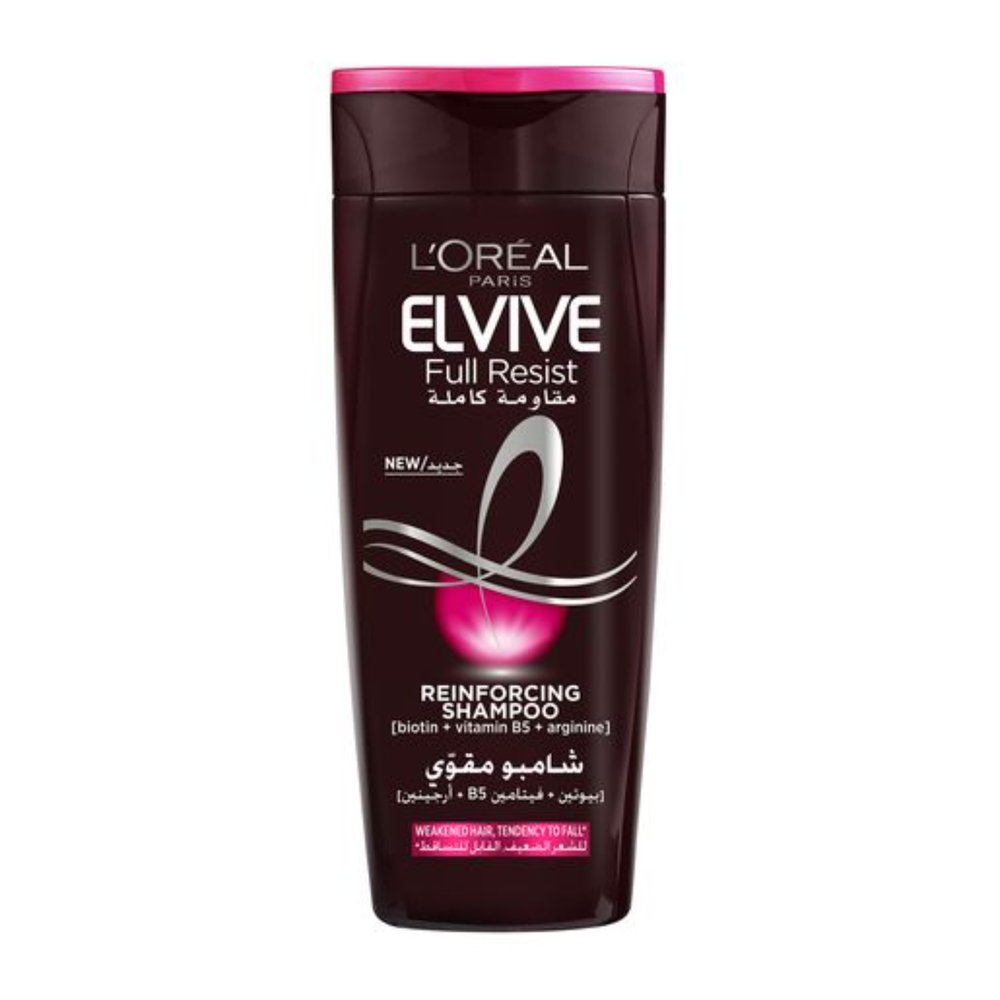 L'ORÉAL
PARIS
ELVIVE
Full Resist
مقاومة كاملة
NEW/جديد
REINFORCING
SHAMPOO
[biotin + vitamin B5 + arginine]
شامبو مقوّي
[بيوتين + فيتامين B5 + أرجينين]
WEAKENED HAIR, TENDENCY TO FALL*
للشعر الضعيف، القابل للتساقط*